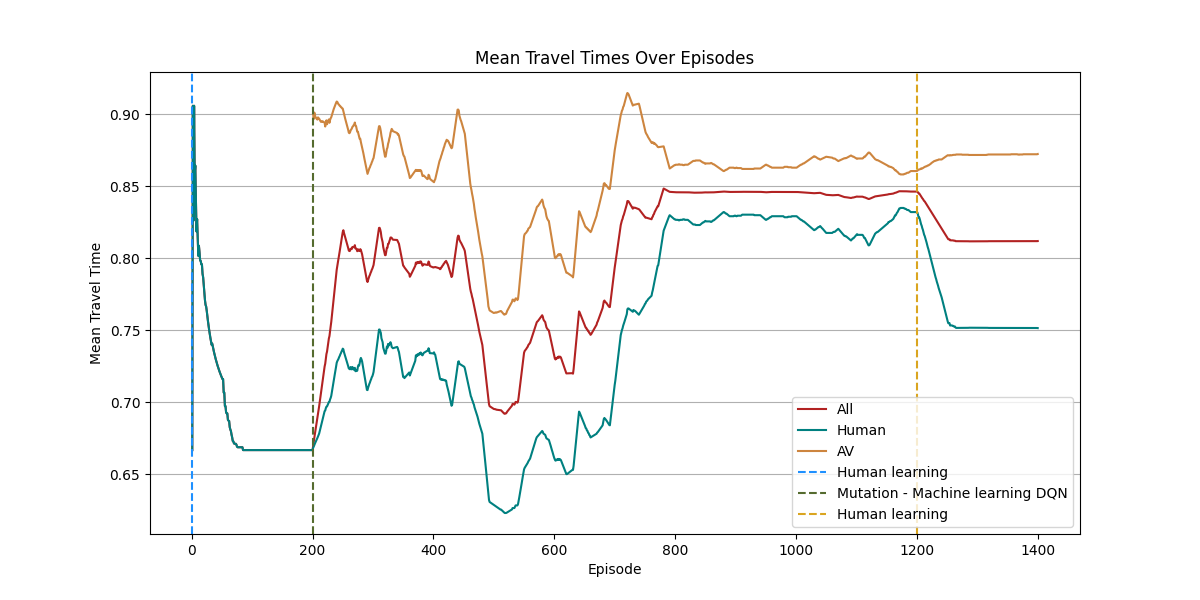 Mean Travel Times Over Episodes
Mean Travel Time
0.90
0.85
0.80
0.75
0.70
0.65
All
Human
AV
Human learning
Mutation - Machine learning DQN
Human learning
0 200 400 600 800 1000 1200 1400
Episode